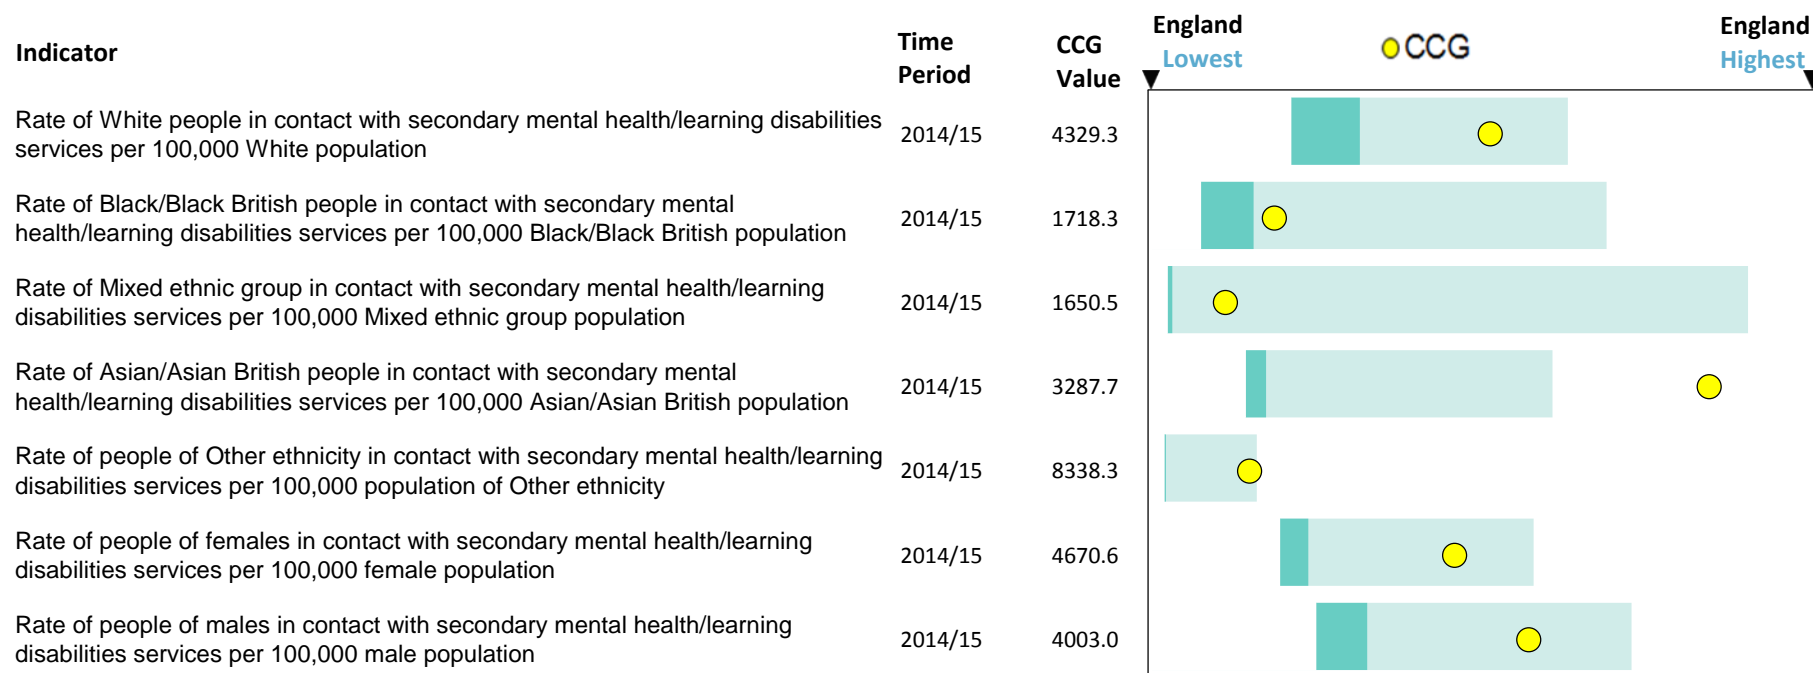 Indicator
Time Period
CCG Value
England Lowest
CCG
England Highest
Rate of White people in contact with secondary mental health/learning disabilities
services per 100,000 White population
2014/15 4329.3
Rate of Black/Black British people in contact with secondary mental
health/learning disabilities services per 100,000 Black/Black British population
2014/15 1718.3
Rate of Mixed ethnic group in contact with secondary mental health/learning
disabilities services per 100,000 Mixed ethnic group population
2014/15 1650.5
Rate of Asian/Asian British people in contact with secondary mental
health/learning disabilities services per 100,000 Asian/Asian British population
2014/15 3287.7
Rate of people of Other ethnicity in contact with secondary mental health/learning
disabilities services per 100,000 population of Other ethnicity
2014/15 8338.3
Rate of people of females in contact with secondary mental health/learning
disabilities services per 100,000 female population
2014/15 4670.6
Rate of people of males in contact with secondary mental health/learning
disabilities services per 100,000 male population
2014/15 4003.0